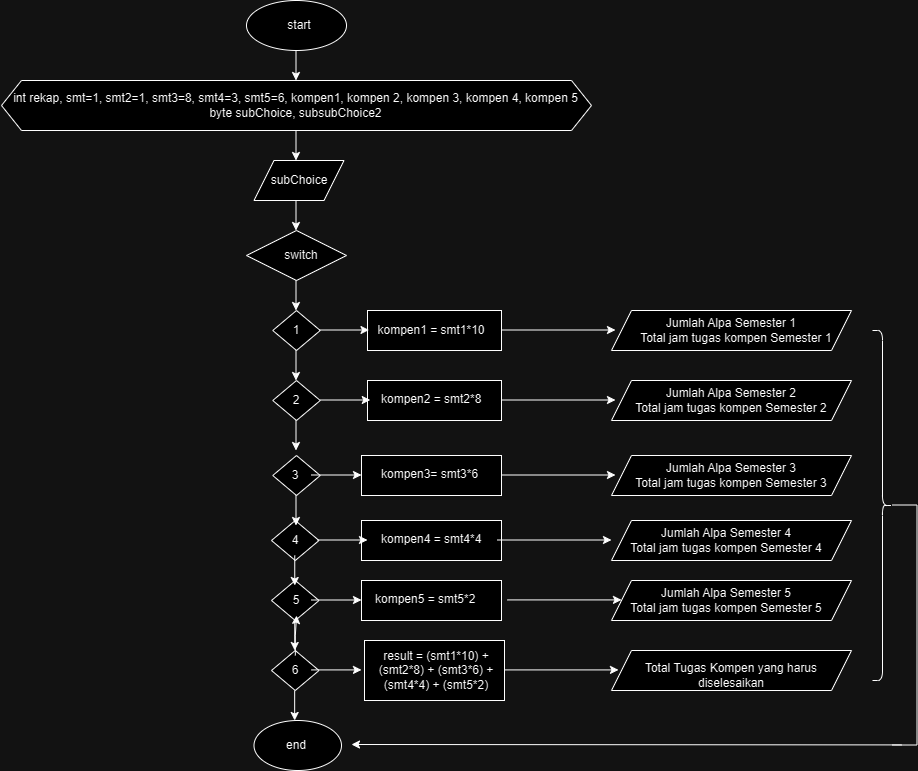 start
int rekap, smt=1, smt2=1, smt3=8, smt4=3, smt5=6, kompen1, kompen 2, kompen 3, kompen 4, kompen 5
byte subChoice, subsubChoice2
subChoice
switch
1
kompen1 = smt1*10
Jumlah Alpa Semester 1
Total jam tugas kompen Semester 1
2
kompen2 = smt2*8
Jumlah Alpa Semester 2
Total jam tugas kompen Semester 2
3
kompen3= smt3*6
Jumlah Alpa Semester 3
Total jam tugas kompen Semester 3
4
kompen4 = smt4*4
Jumlah Alpa Semester 4
Total jam tugas kompen Semester 4
5
kompen5 = smt5*2
Jumlah Alpa Semester 5
Total jam tugas kompen Semester 5
6
result = (smt1*10) +
(smt2*8) + (smt3*6) +
(smt4*4) + (smt5*2)
Total Tugas Kompen yang harus
diselesaikan
end